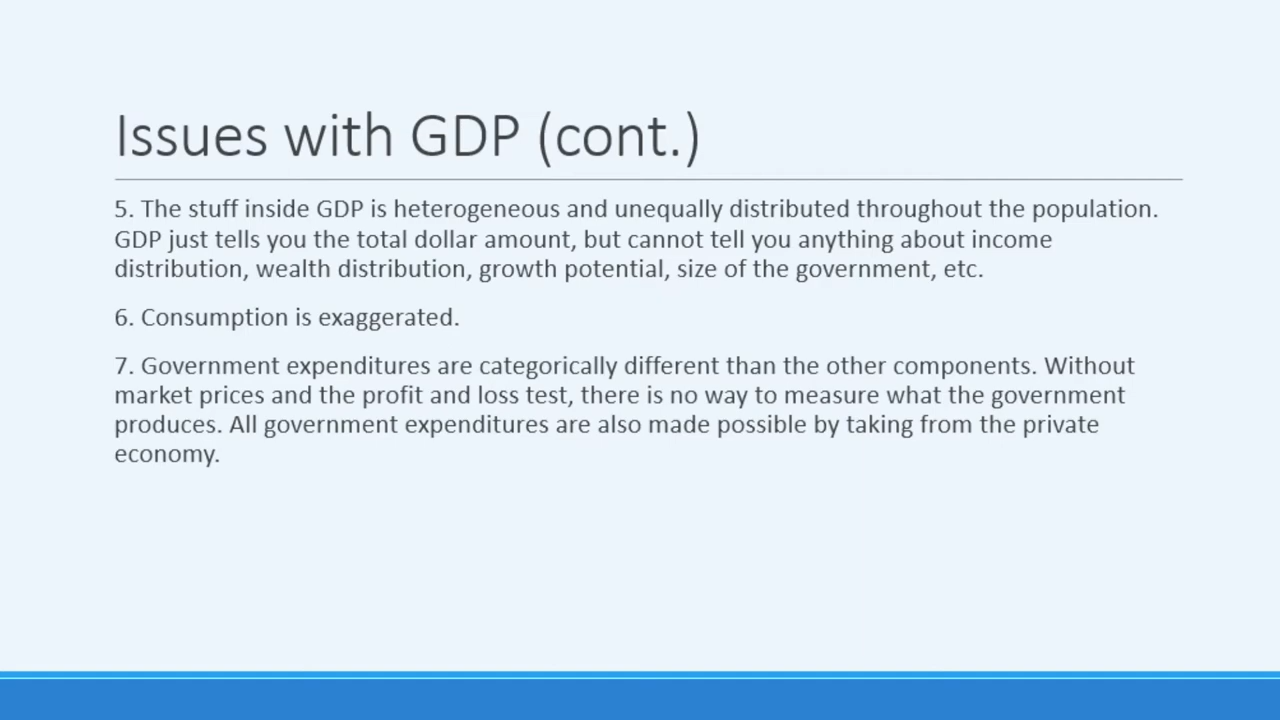 Issues with GDP (cont.)
5. The stuff inside GDP is heterogeneous and unequally distributed throughout the population.
GDP just tells you the total dollar amount, but cannot tell you anything about income
distribution, wealth distribution, growth potential, size of the government, etc.
6. Consumption is exaggerated.
7. Government expenditures are categorically different than the other components. Without
market prices and the profit and loss test, there is no way to measure what the government
produces. All government expenditures are also made possible by taking from the private
economy.